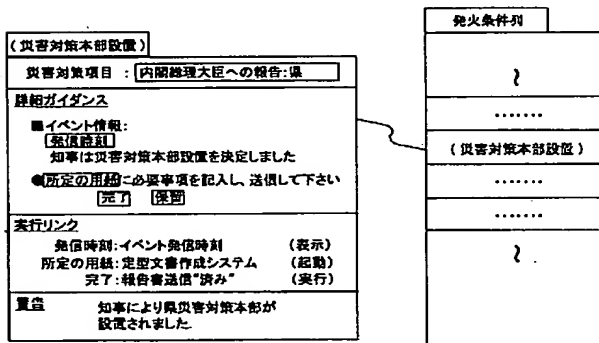 (災害対策本部設置)
災害対策項目 : 内閣総理大臣への報告:県
詳細ガイダンス
■イベント情報:
発信時刻
知事は災害対策本部設置を決定しました
●所定の用紙に必要事項を記入し、送信して下さい
完了 保留
実行リンク
発信時刻:イベント発信時刻 (表示)
所定の用紙:定型文書作成システム (起動)
完了:報告書送信"済み" (実行)
警告 知事により県災害対策本部が
設置されました.
発火条件列
~
.......
(災害対策本部設置)
.......
.......
~